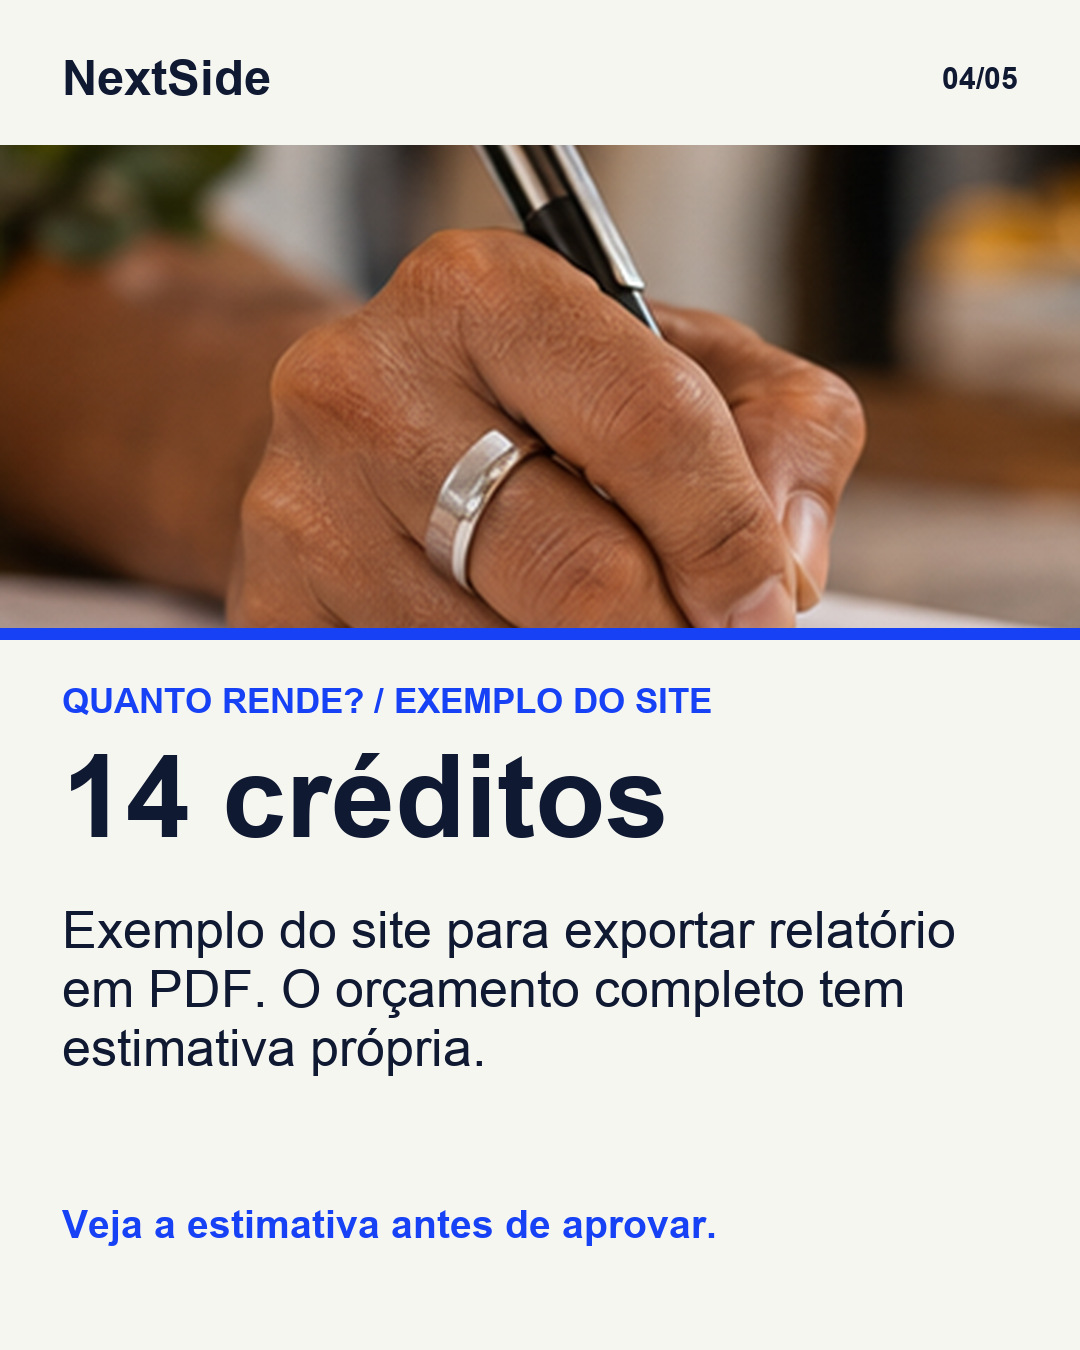 NextSide
04/05
QUANTO RENDE? / EXEMPLO DO SITE
14 créditos
Exemplo do site para exportar relatório
em PDF. O orçamento completo tem
estimativa própria.
Veja a estimativa antes de aprovar.